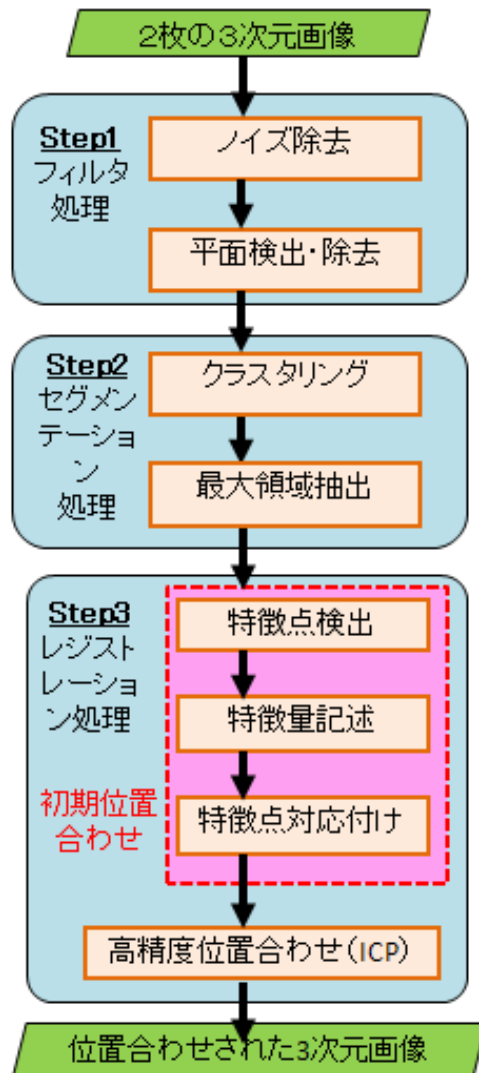 2枚の3次元画像
Step1
フィルタ
処理
ノイズ除去
平面検出・除去
Step2
セグメン
テーショ
ン
処理
クラスタリング
最大領域抽出
Step3
レジスト
レーショ
ン処理
初期位置
合わせ
特徴点検出
特徴量記述
特徴点対応付け
高精度位置合わせ(ICP)
位置合わせされた3次元画像